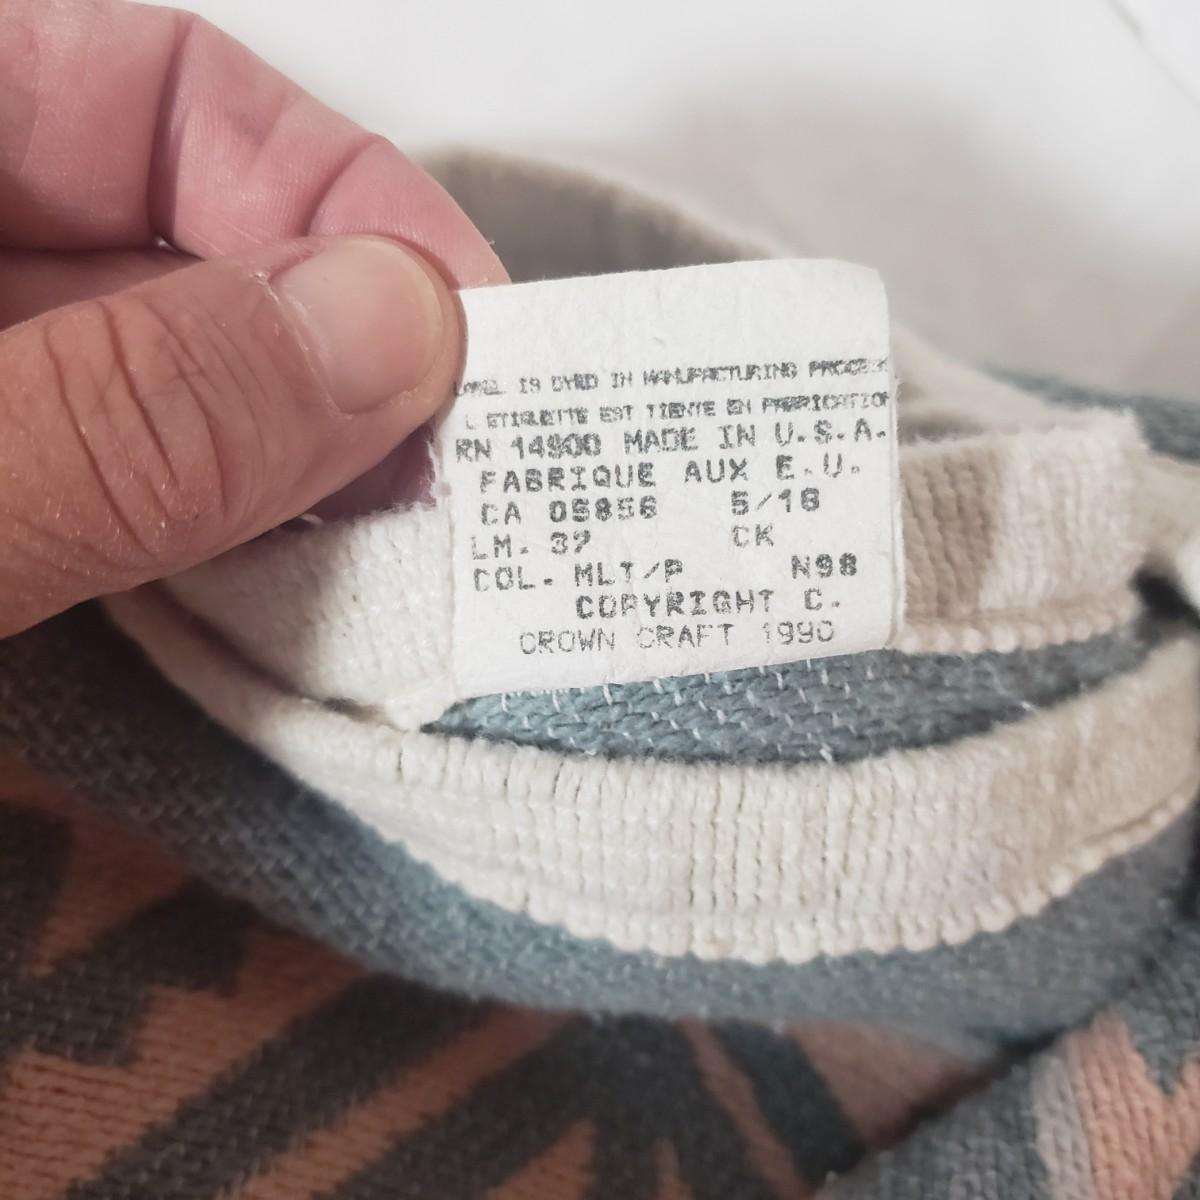 LABEL IS DYED IN MANUFACTURING PROCESS
L ETIQUETTE EST TIENTE EN FABRICATION
RN 14900 MADE IN U.S.A.
FABRIQUE AUX E.U.
CA 05856 5/18
LM. 37 CK
COL. MLT/P N98
COPYRIGHT C.
CROWN CRAFT 1990